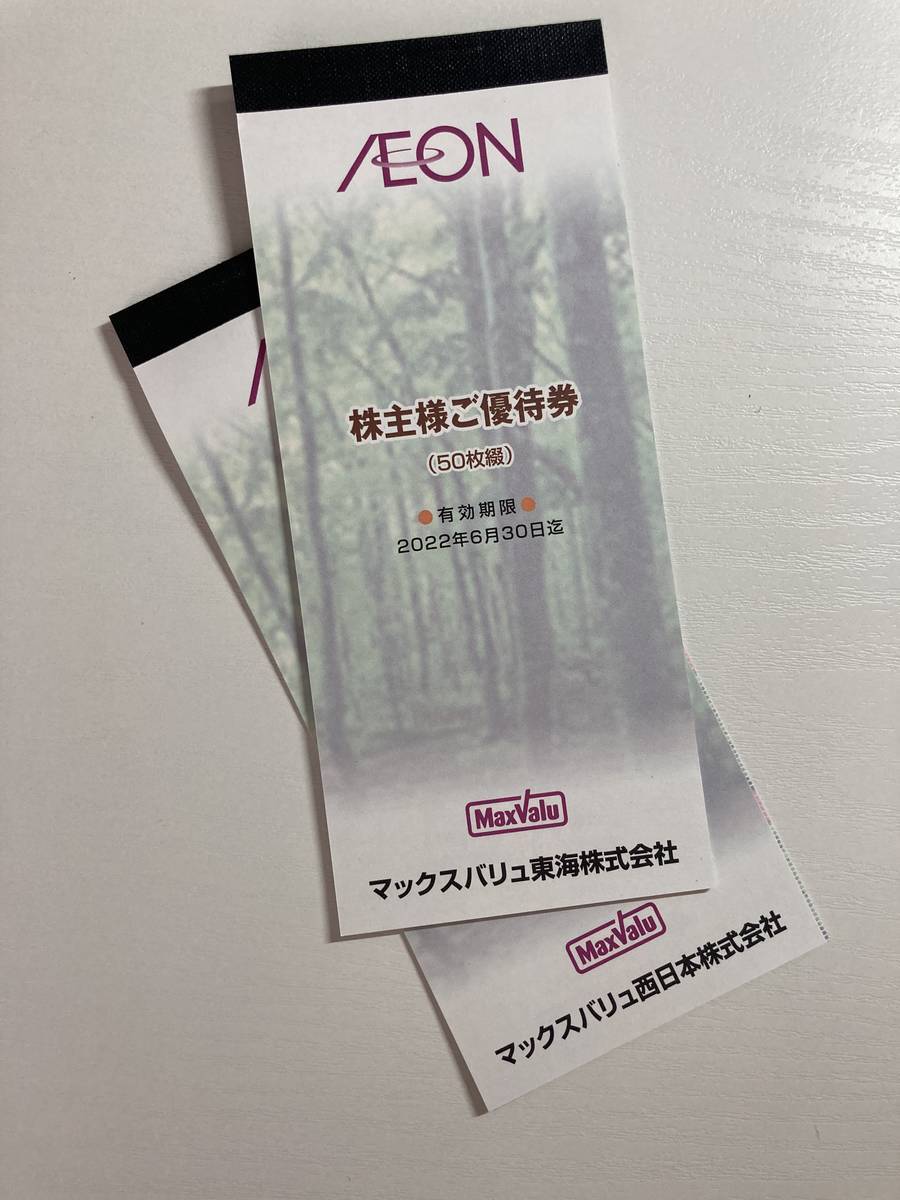 ÆON
株主様ご優待券
(50枚綴)
●有効期限●
2022年6月30日迄
MaxValu
マックスバリュ東海株式会社
MaxValu
マックスバリュ西日本株式会社